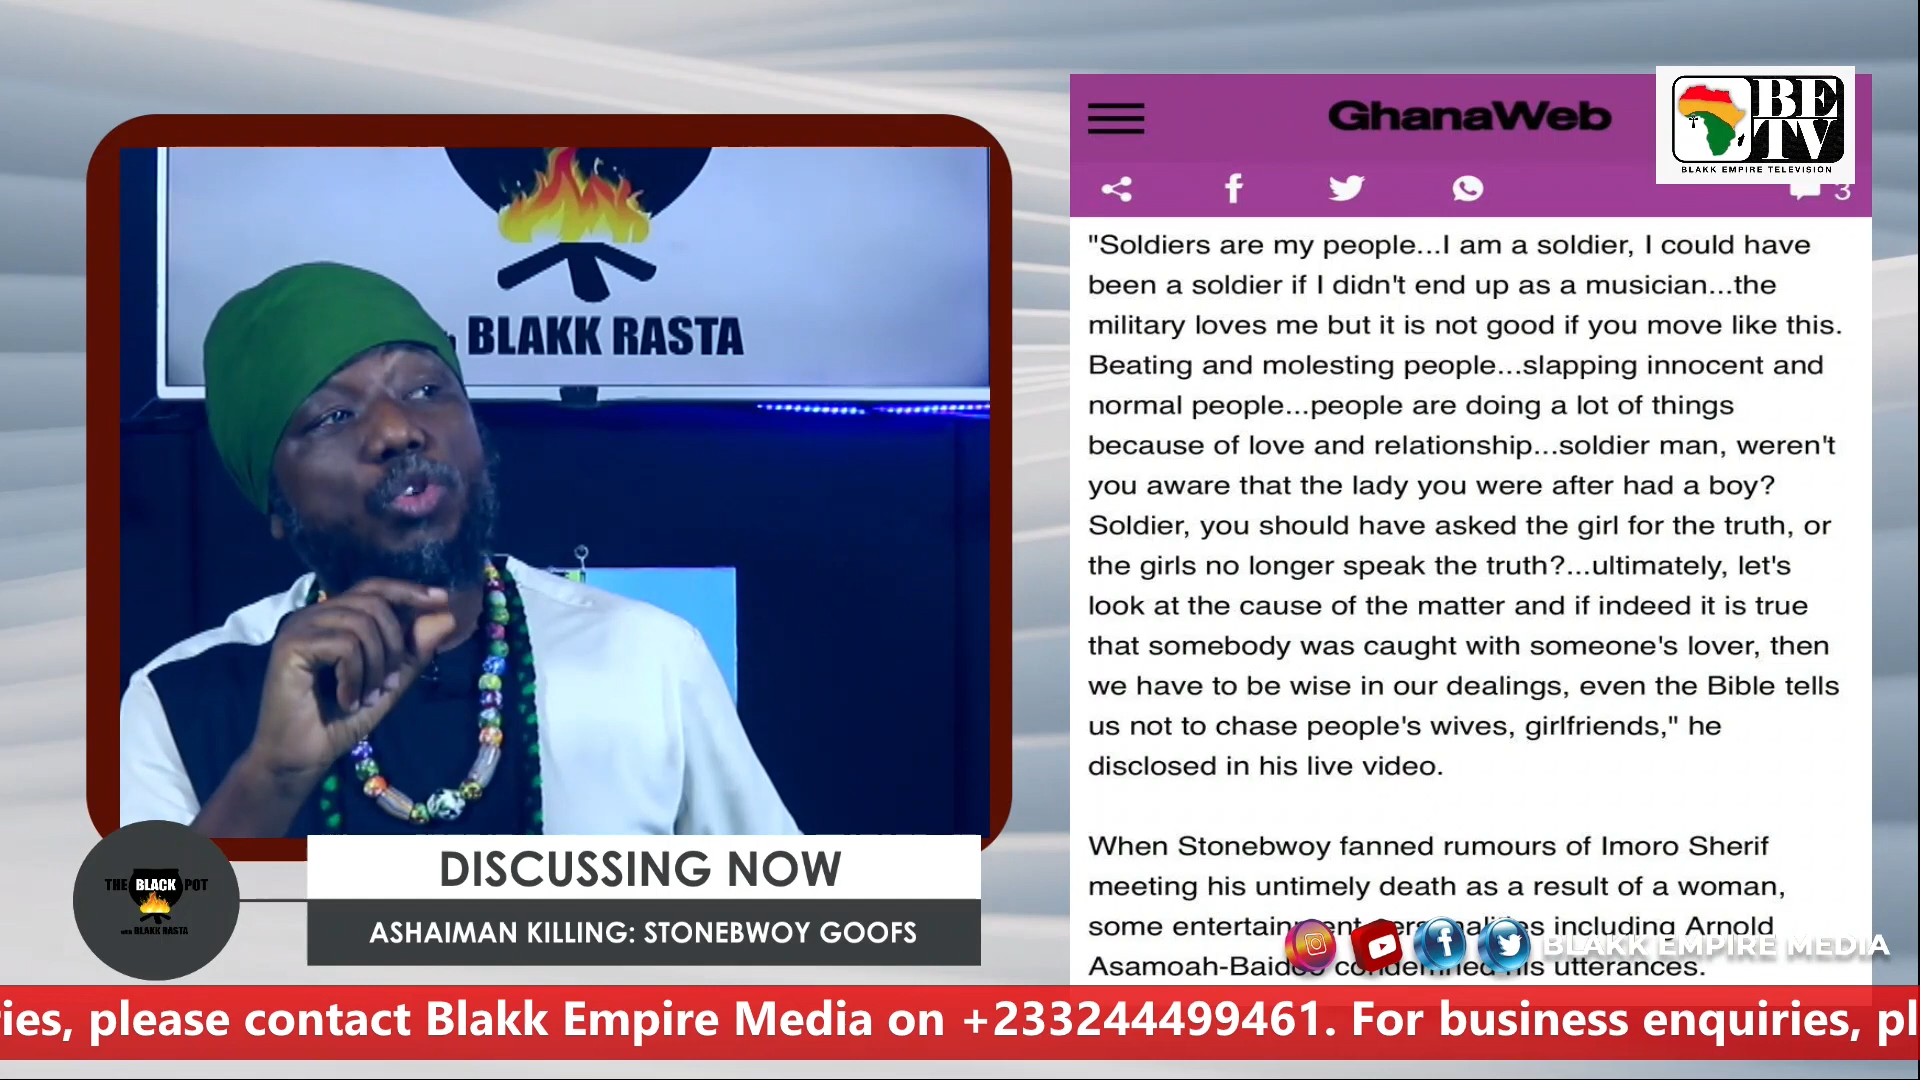 BE
TV
BLAKK EMPIRE TELEVISION
GhanaWeb
3
BLAKK RASTA
"Soldiers are my people...I am a soldier, I could have
been a soldier if I didn't end up as a musician...the
military loves me but it is not good if you move like this.
Beating and molesting people...slapping innocent and
normal people...people are doing a lot of things
because of love and relationship...soldier man, weren't
you aware that the lady you were after had a boy?
Soldier, you should have asked the girl for the truth, or
the girls no longer speak the truth?...ultimately, let's
look at the cause of the matter and if indeed it is true
that somebody was caught with someone's lover, then
we have to be wise in our dealings, even the Bible tells
us not to chase people's wives, girlfriends," he
disclosed in his live video.
When Stonebwoy fanned rumours of Imoro Sherif
meeting his untimely death as a result of a woman,
some entertainment personalities including Arnold
Asamoah-Baidoo condemned his utterances.
BLAKK EMPIRE MEDIA
THE BLACK POT
with BLAKK RASTA
DISCUSSING NOW
ASHAIMAN KILLING: STONEBWOY GOOFS
ries, please contact Blakk Empire Media on +233244499461. For business enquiries, pl